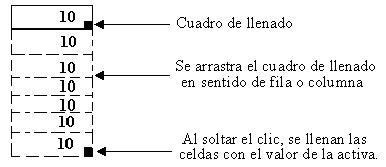 10
Cuadro de llenado
10
10
Se arrastra el cuadro de llenado
en sentido de fila o columna
10
10
10
10
Al soltar el clic, se llenan las
celdas con el valor de la activa.